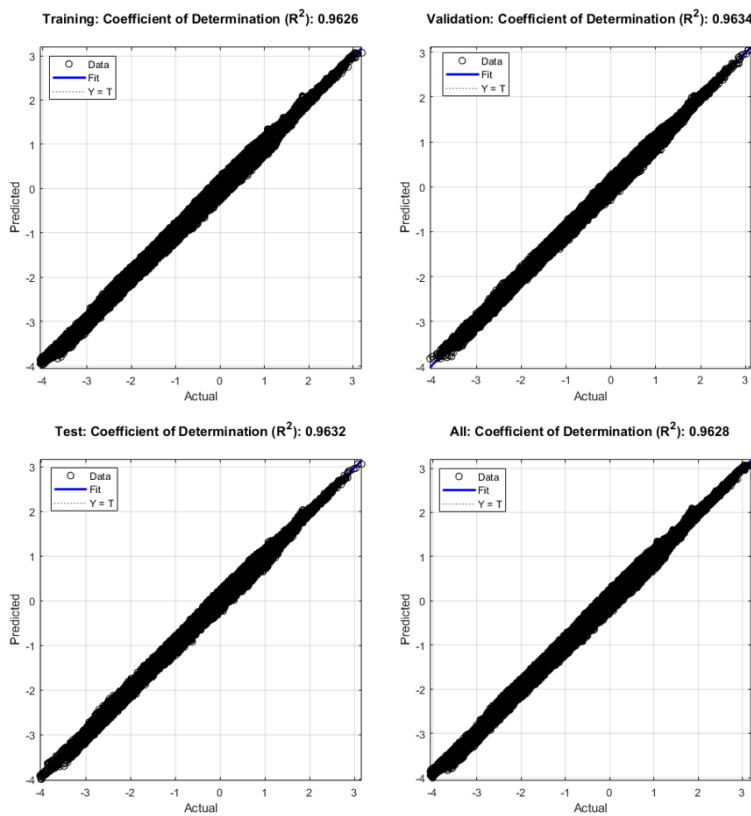 Training: Coefficient of Determination (R²): 0.9626
Data
Fit
Y = T
3
2
1
0
-1
-2
-3
-4
Predicted
-4 -3 -2 -1 0 1 2 3
Actual
Validation: Coefficient of Determination (R²): 0.9634
Data
Fit
Y = T
3
2
1
0
-1
-2
-3
-4
Predicted
-4 -3 -2 -1 0 1 2 3
Actual
Test: Coefficient of Determination (R²): 0.9632
Data
Fit
Y = T
3
2
1
0
-1
-2
-3
-4
Predicted
-4 -3 -2 -1 0 1 2 3
Actual
All: Coefficient of Determination (R²): 0.9628
Data
Fit
Y = T
3
2
1
0
-1
-2
-3
-4
Predicted
-4 -3 -2 -1 0 1 2 3
Actual